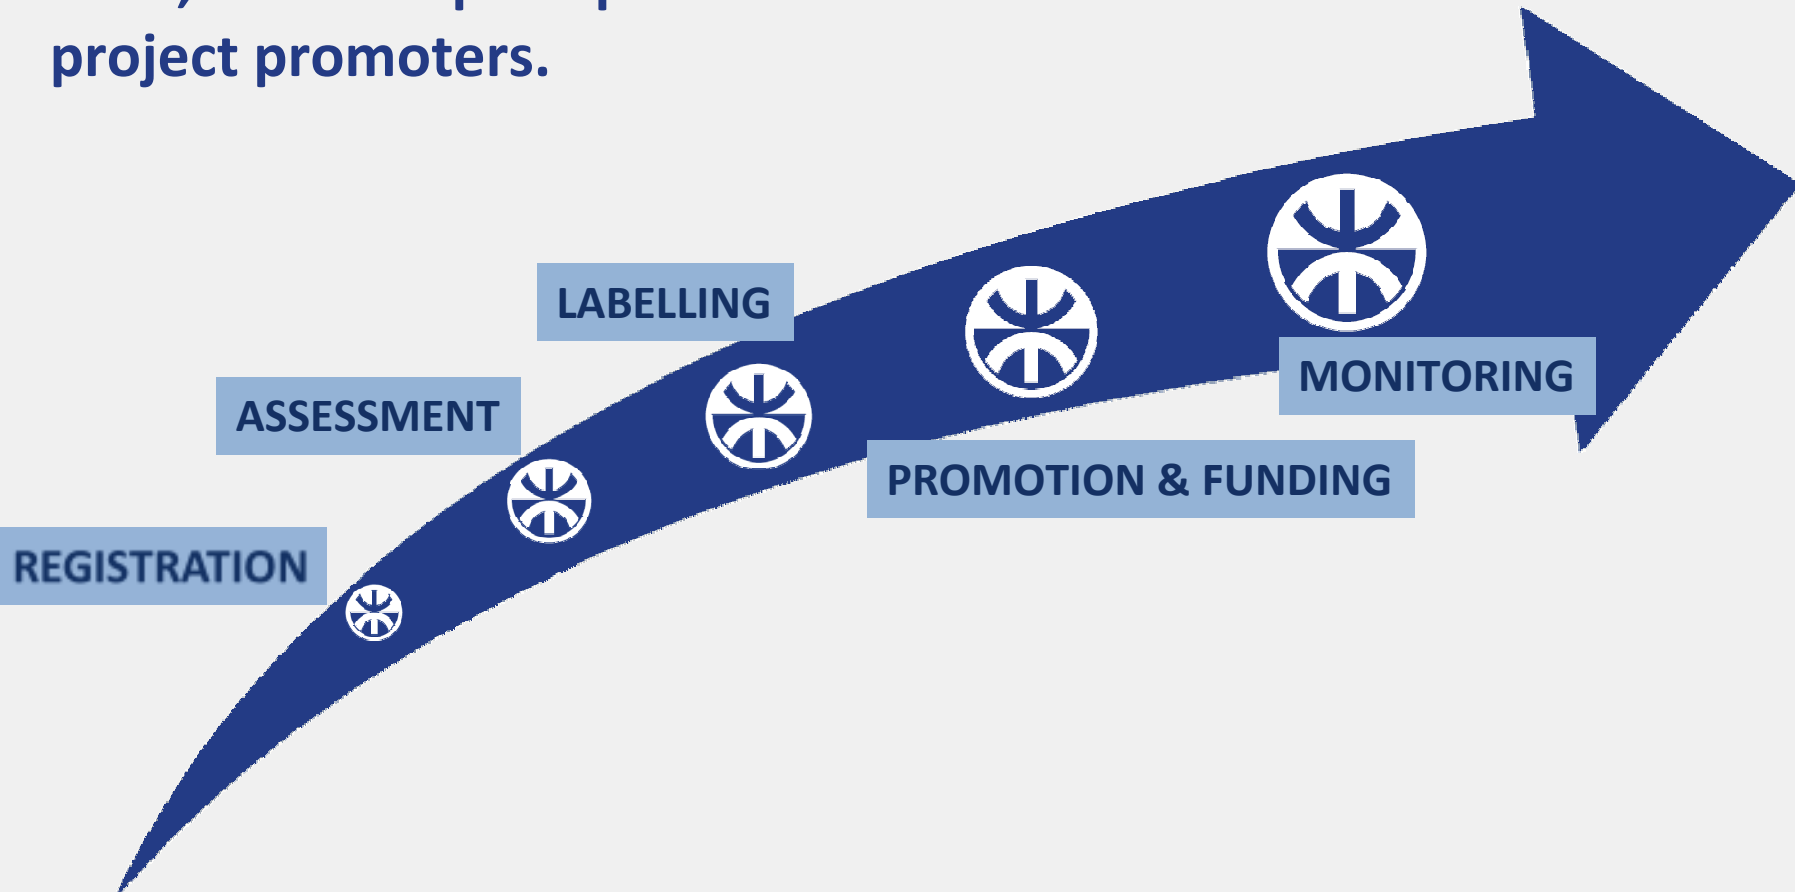 project promoters.
LABELLING
MONITORING
ASSESSMENT
PROMOTION & FUNDING
REGISTRATION